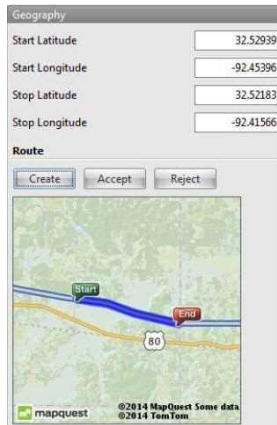 Geography
Start Latitude 32.52939
Start Longitude -92.45396
Stop Latitude 32.52183
Stop Longitude -92.41566
Route
Create Accept Reject
Start
End
80
mapquest
©2014 MapQuest Some data
©2014 TomTom